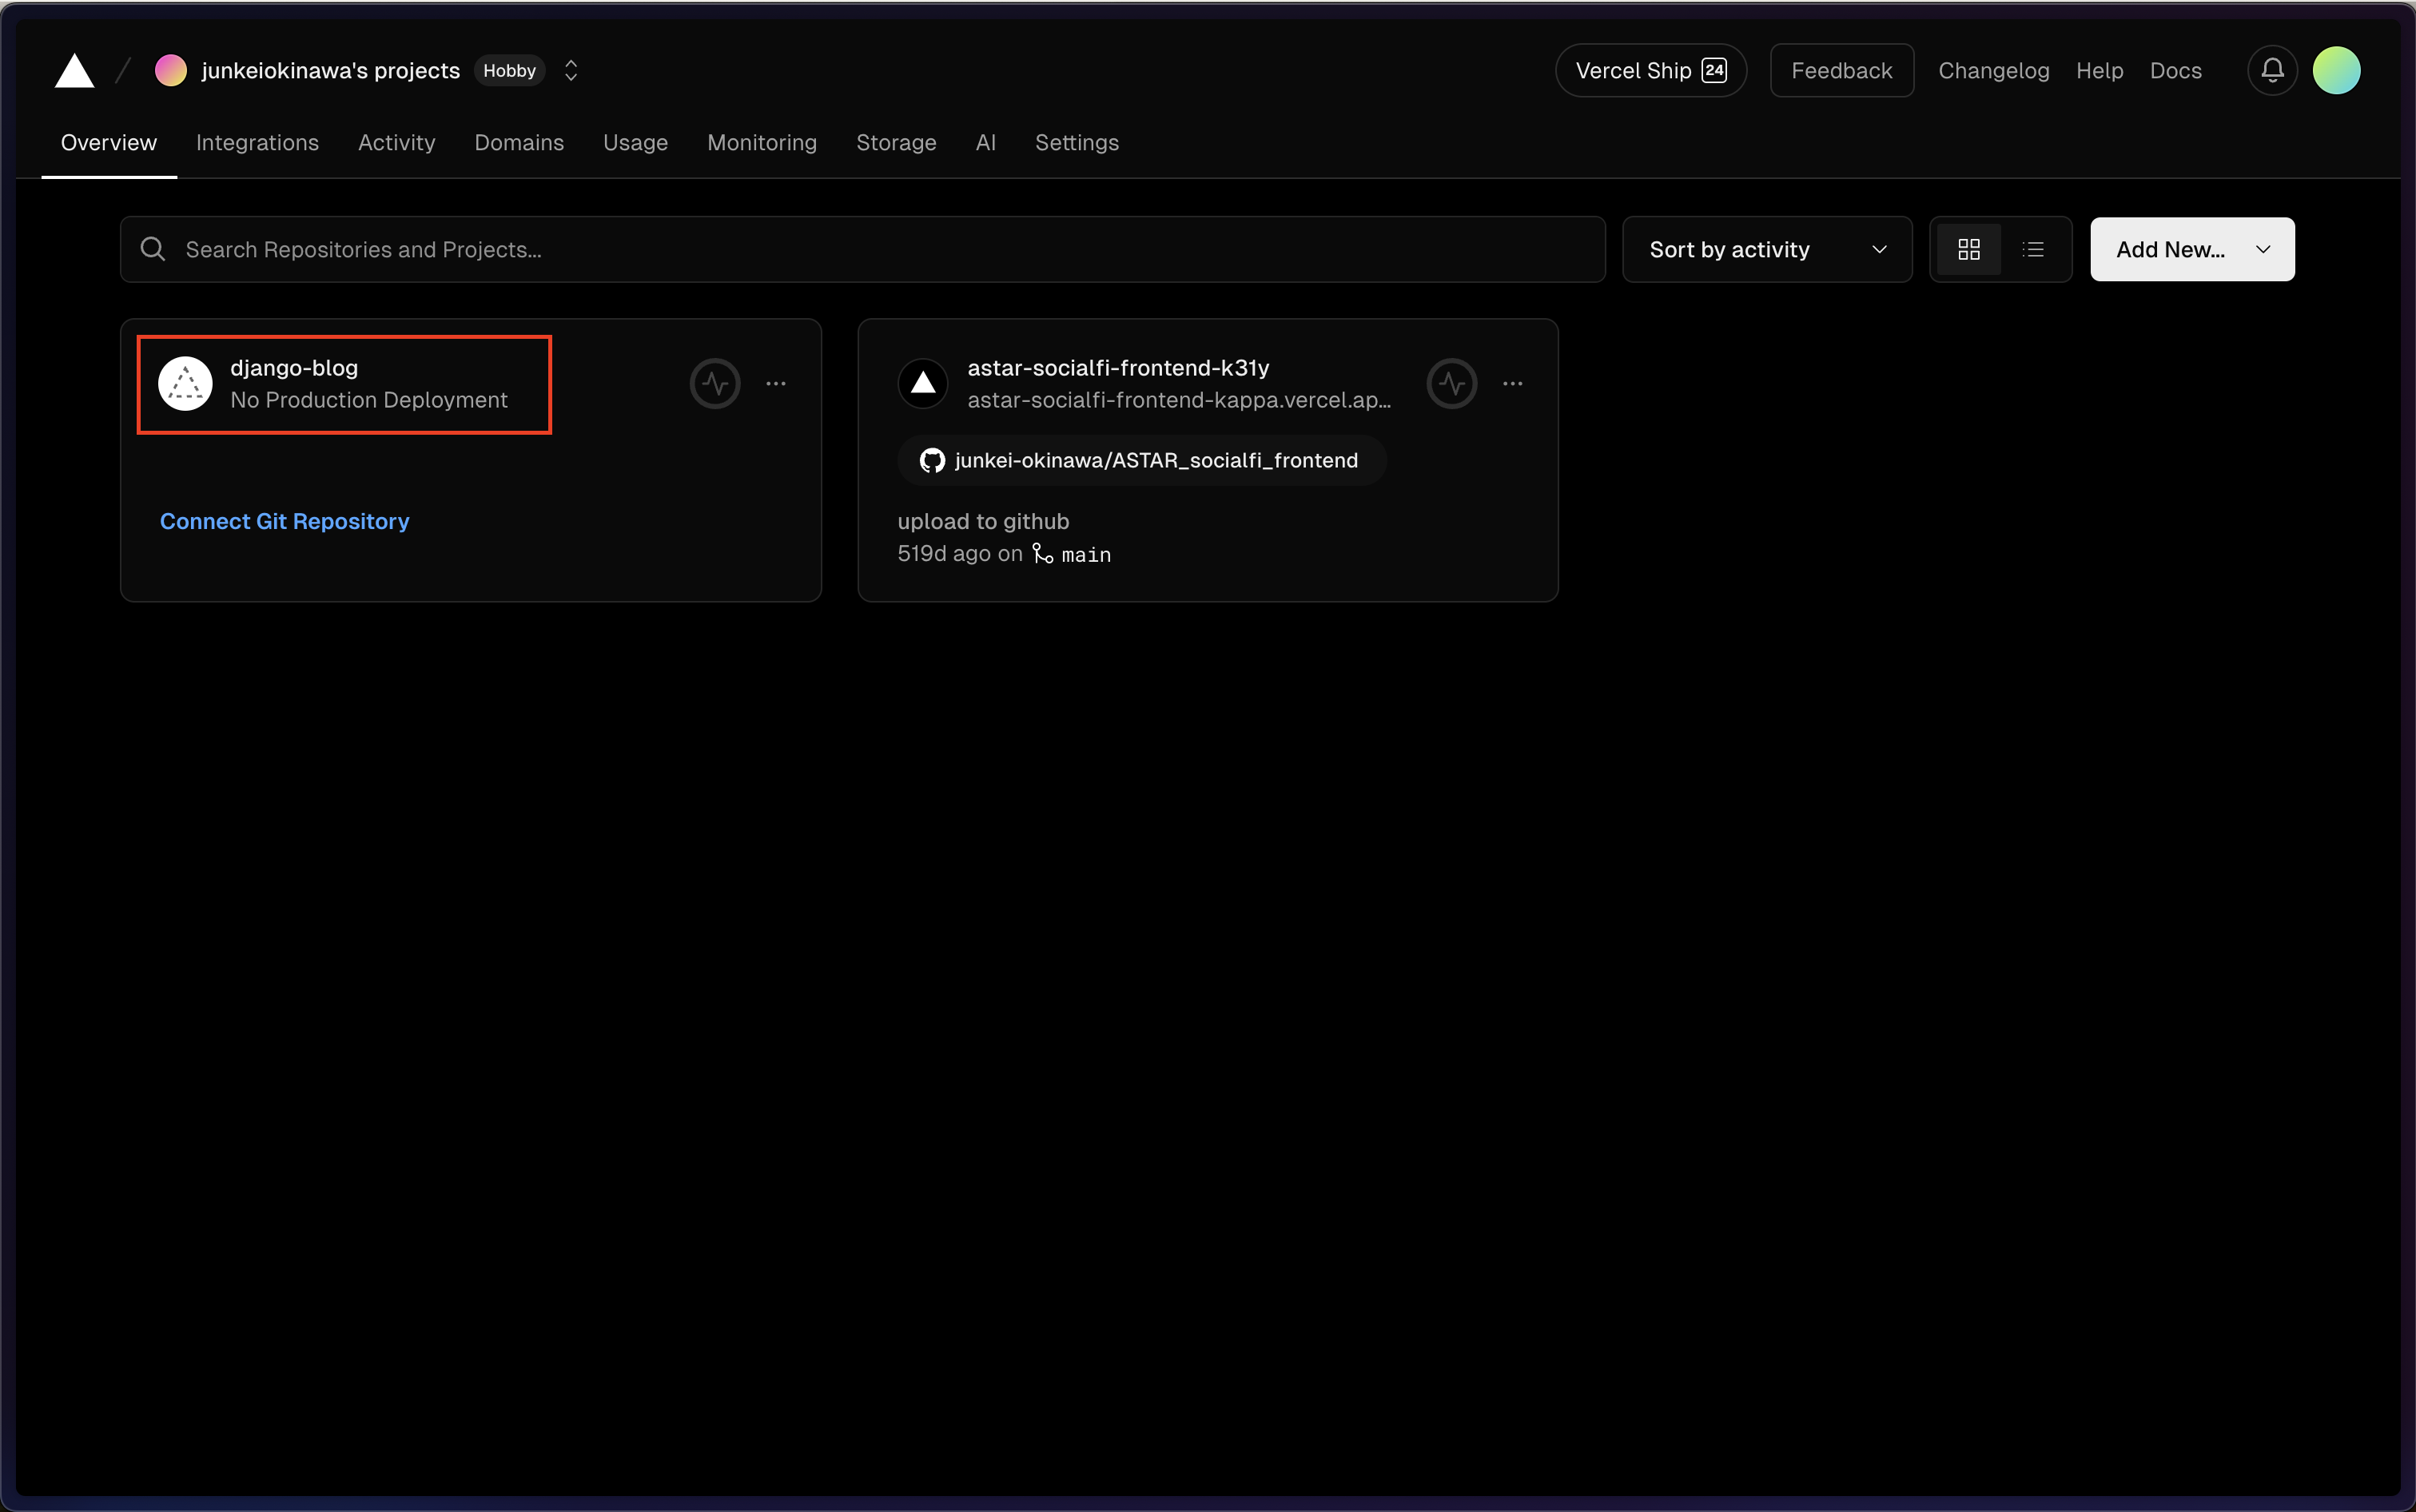 junkeiokinawa's projects Hobby
Vercel Ship 24 Feedback Changelog Help Docs
Overview Integrations Activity Domains Usage Monitoring Storage AI Settings
Search Repositories and Projects...
Sort by activity
Add New...
django-blog
No Production Deployment
Connect Git Repository
astar-socialfi-frontend-k31y
astar-socialfi-frontend-kappa.vercel.ap...
junkei-okinawa/ASTAR_socialfi_frontend
upload to github
519d ago on main